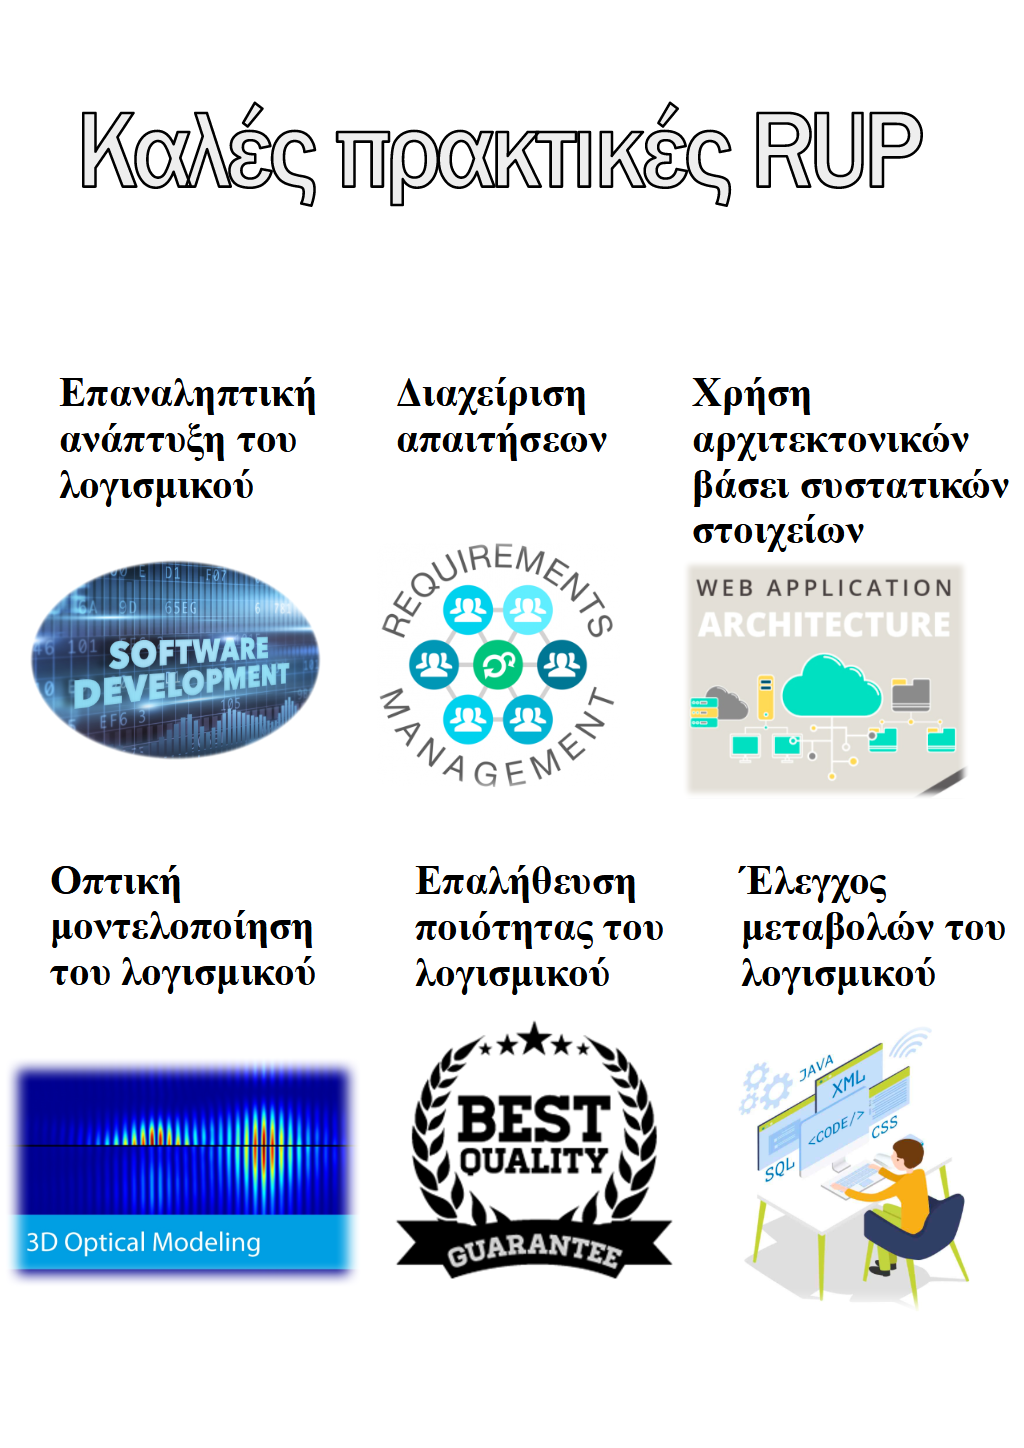 Καλές πρακτικές RUP
Επαναληπτική
ανάπτυξη του
λογισμικού
Διαχείριση
απαιτήσεων
Χρήση
αρχιτεκτονικών
βάσει συστατικών
στοιχείων
SOFTWARE
DEVELOPMENT
REQUIREMENTS
MANAGEMENT
WEB APPLICATION
ARCHITECTURE
Οπτική
μοντελοποίηση
του λογισμικού
Επαλήθευση
ποιότητας του
λογισμικού
Έλεγχος
μεταβολών του
λογισμικού
3D Optical Modeling
BEST
QUALITY
GUARANTEE
JAVA
XML
<CODE/>
CSS
SQL